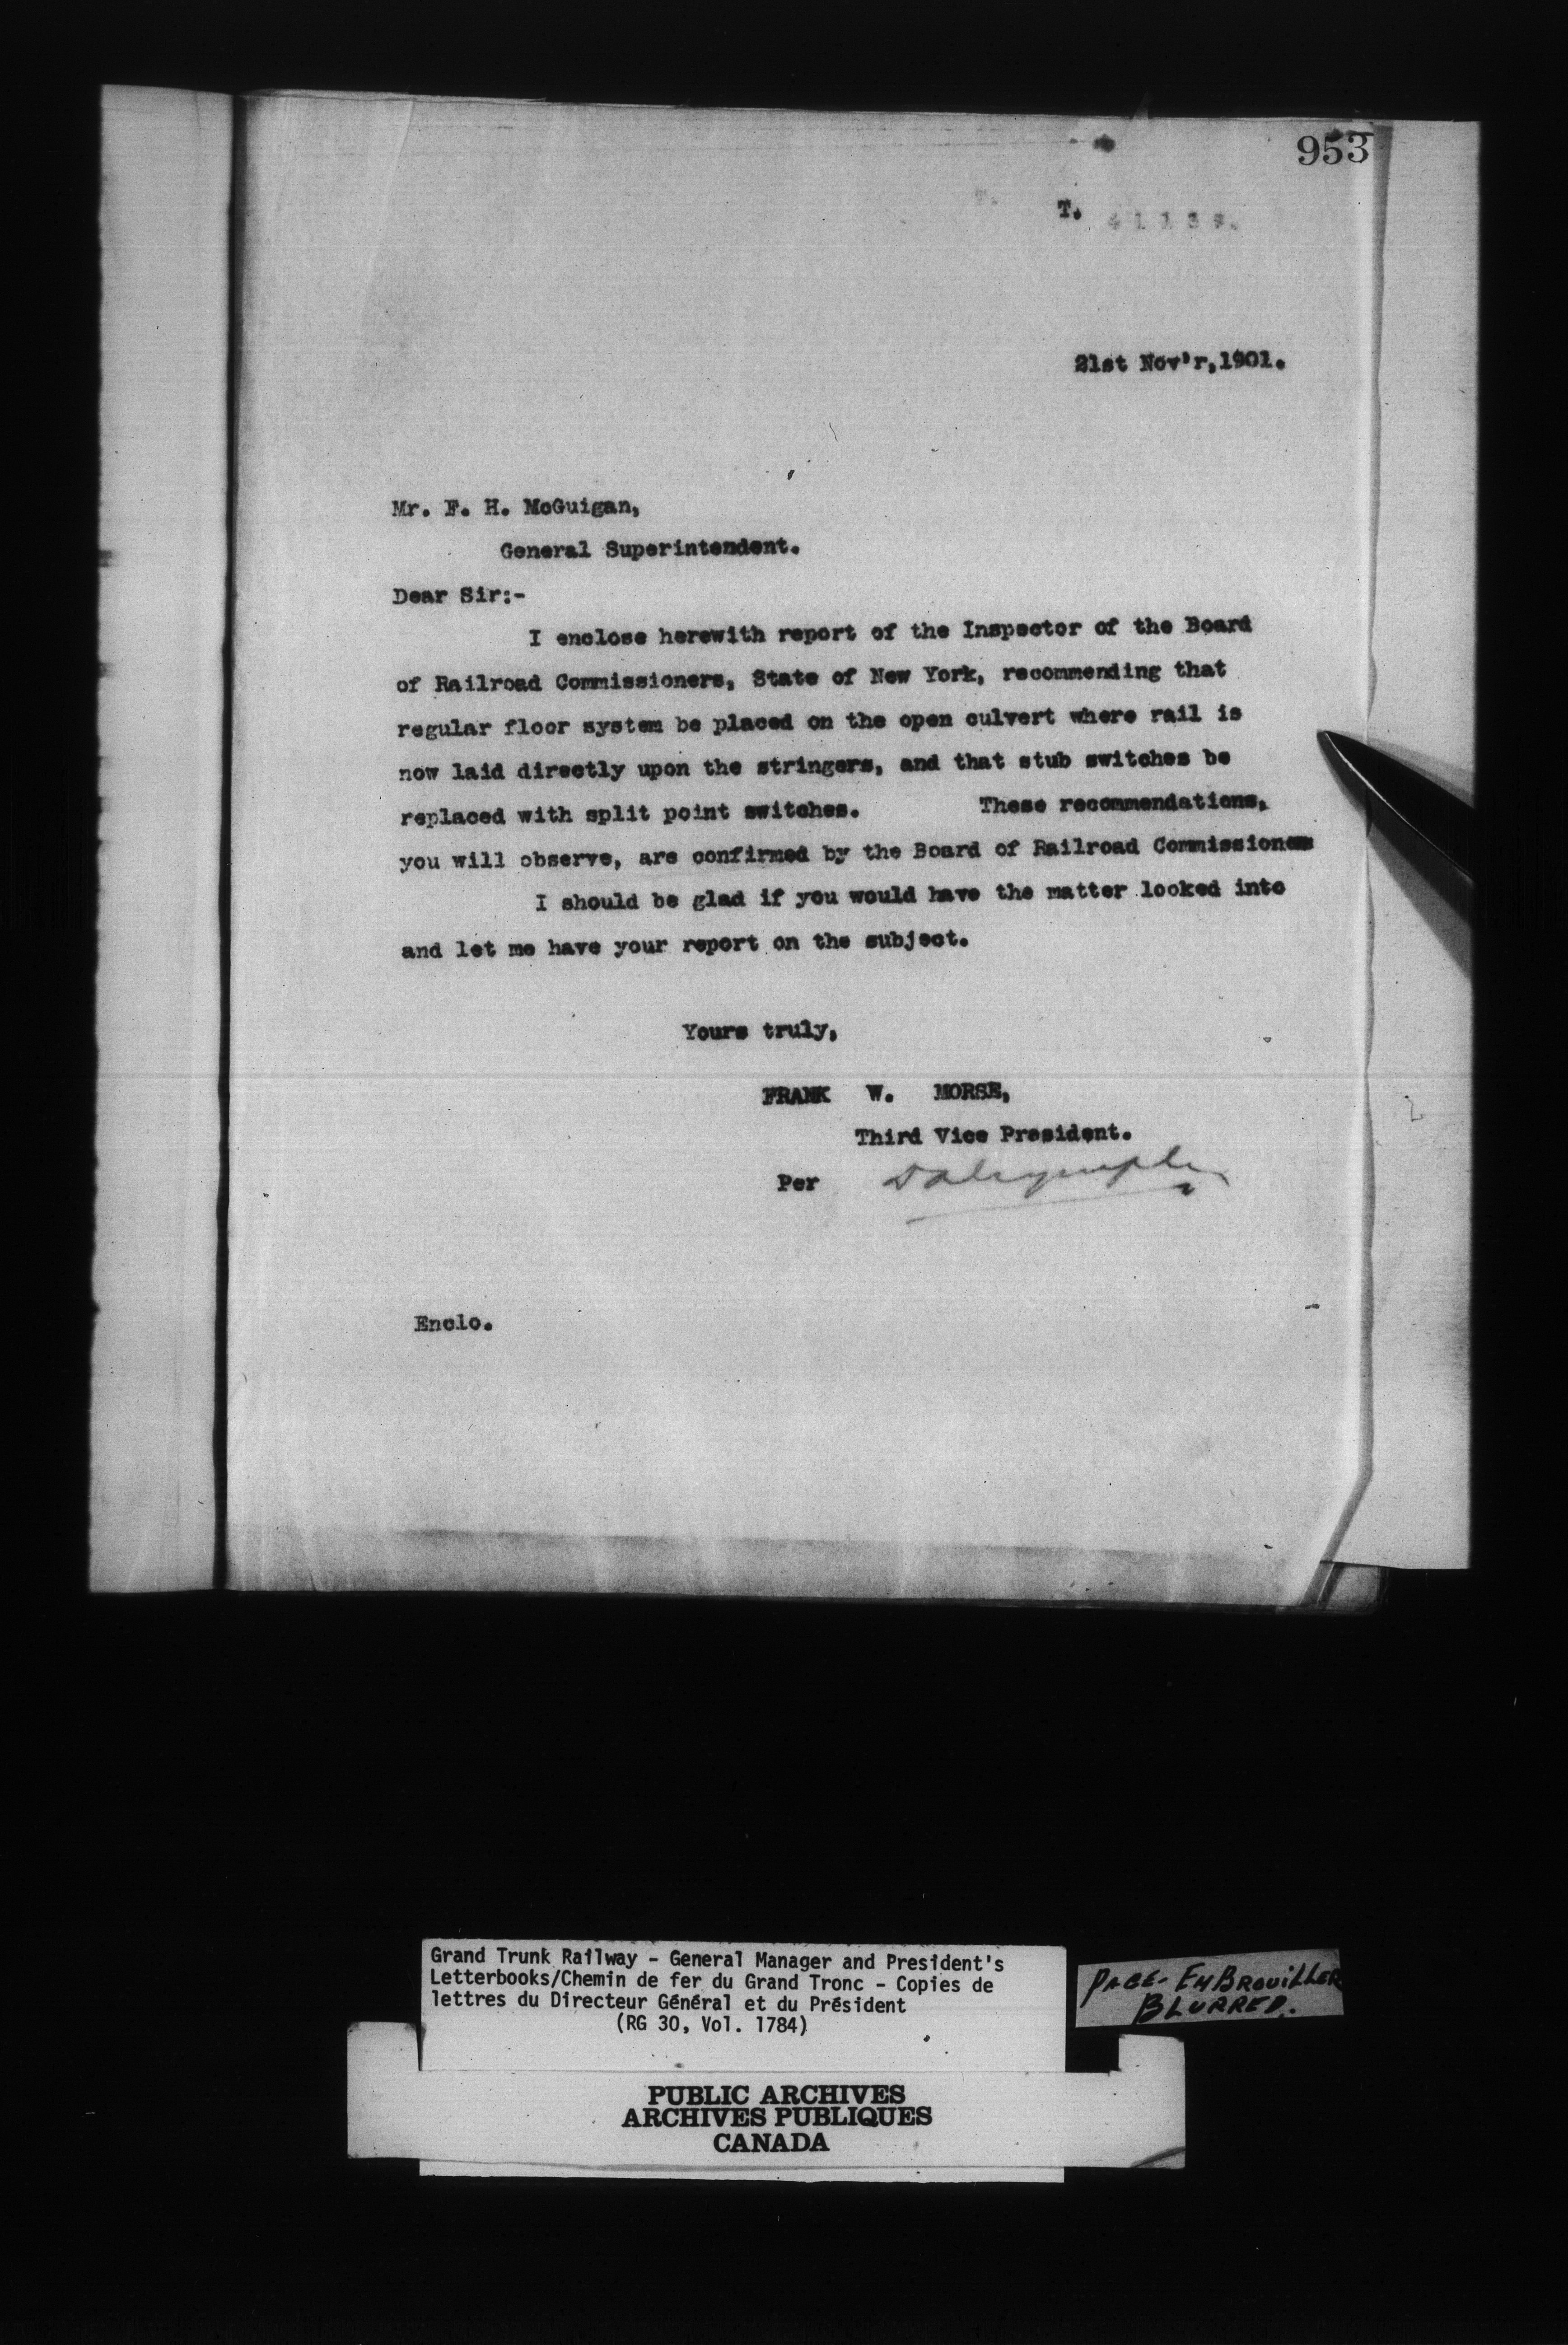 953
T.
21st Nov'r,1901.
Mr. F. H. McGuigan,
General Superintendent.
Dear Sir:-
I enclose herewith report of the Inspector of the Board
of Railroad Commissioners, State of New York, recommending that
regular floor system be placed on the open culvert where rail is
now laid directly upon the stringers, and that stub switches be
replaced with split point switches. These recommendations,
you will observe, are confirmed by the Board of Railroad Commissioners
I should be glad if you would have the matter looked into
and let me have your report on the subject.
Yours truly,
FRANK W. MORSE,
Third Vice President.
Per Dalrymple
Enclo.
Grand Trunk Railway - General Manager and President's
Letterbooks/Chemin de fer du Grand Tronc - Copies de
lettres du Directeur Général et du Président
(RG 30, Vol. 1784)
PAGE-EMBROUILLER
BLURRED.
PUBLIC ARCHIVES
ARCHIVES PUBLIQUES
CANADA